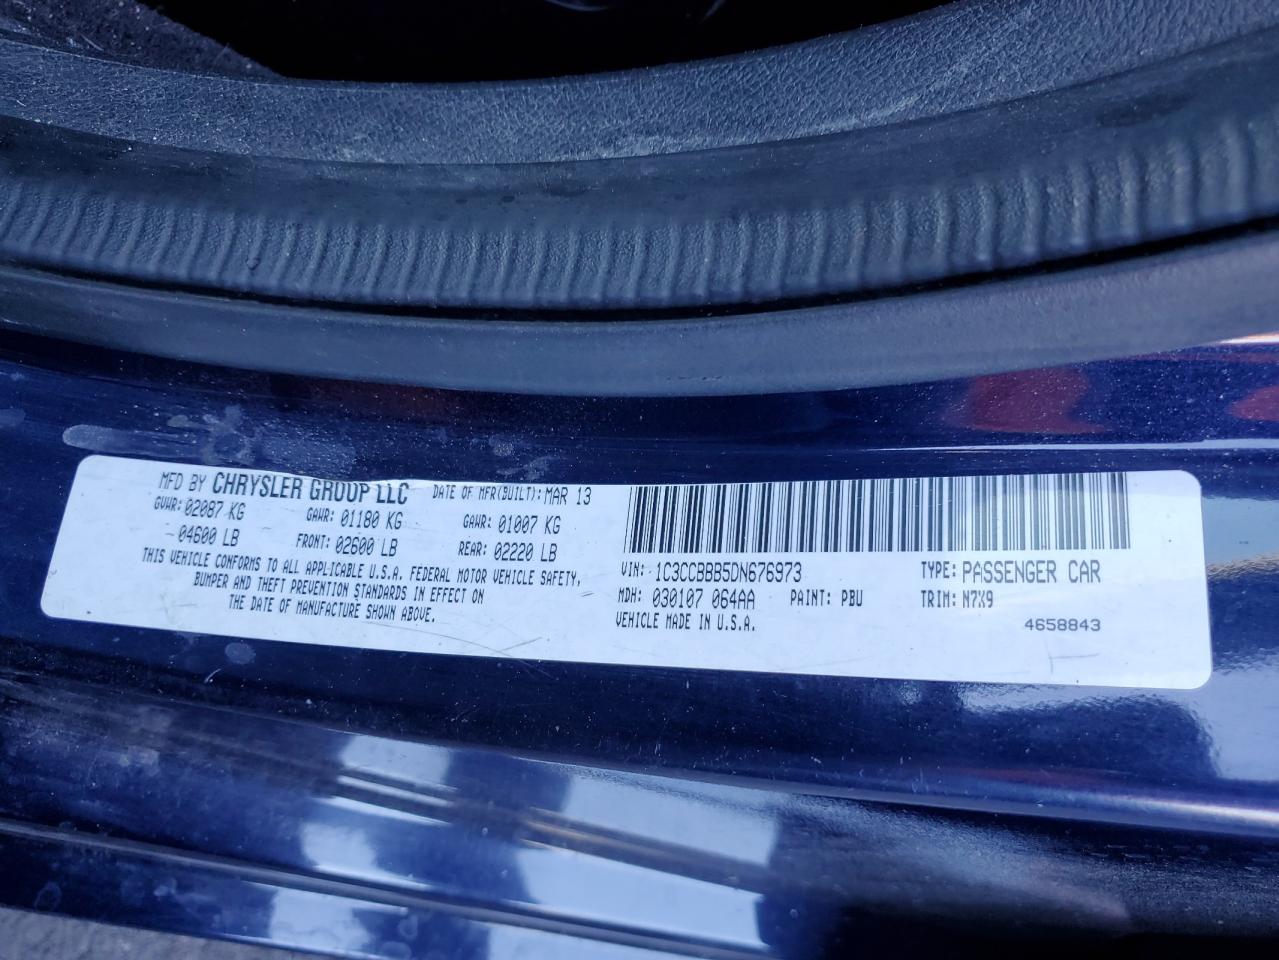 MFD BY CHRYSLER GROUP LLC DATE OF MFR(BUILT): MAR 13
GVWR: 02087 KG GAWR: 01180 KG GAWR: 01007 KG
04600 LB FRONT: 02600 LB REAR: 02220 LB
THIS VEHICLE CONFORMS TO ALL APPLICABLE U.S.A. FEDERAL MOTOR VEHICLE SAFETY,
BUMPER AND THEFT PREVENTION STANDARDS IN EFFECT ON
THE DATE OF MANUFACTURE SHOWN ABOVE.
VIN: 1C3CCBBB5DN676973 TYPE: PASSENGER CAR
MDH: 030107 064AA PAINT: PBU TRIM: N7X9
VEHICLE MADE IN U.S.A. 4658843